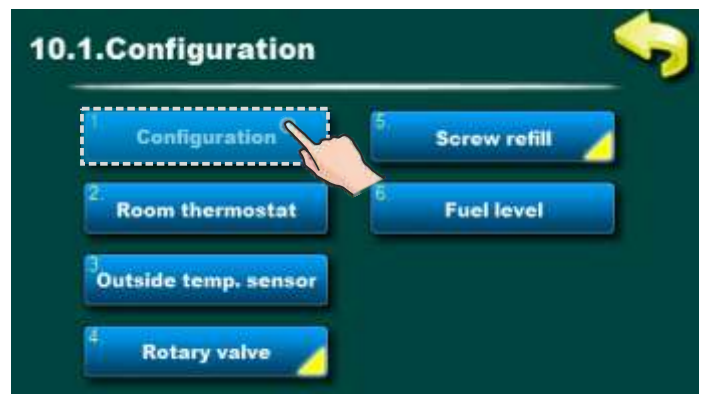 10.1.Configuration
1.
Configuration
2.
Room thermostat
3.
Outside temp. sensor
4.
Rotary valve
5.
Screw refill
6.
Fuel level